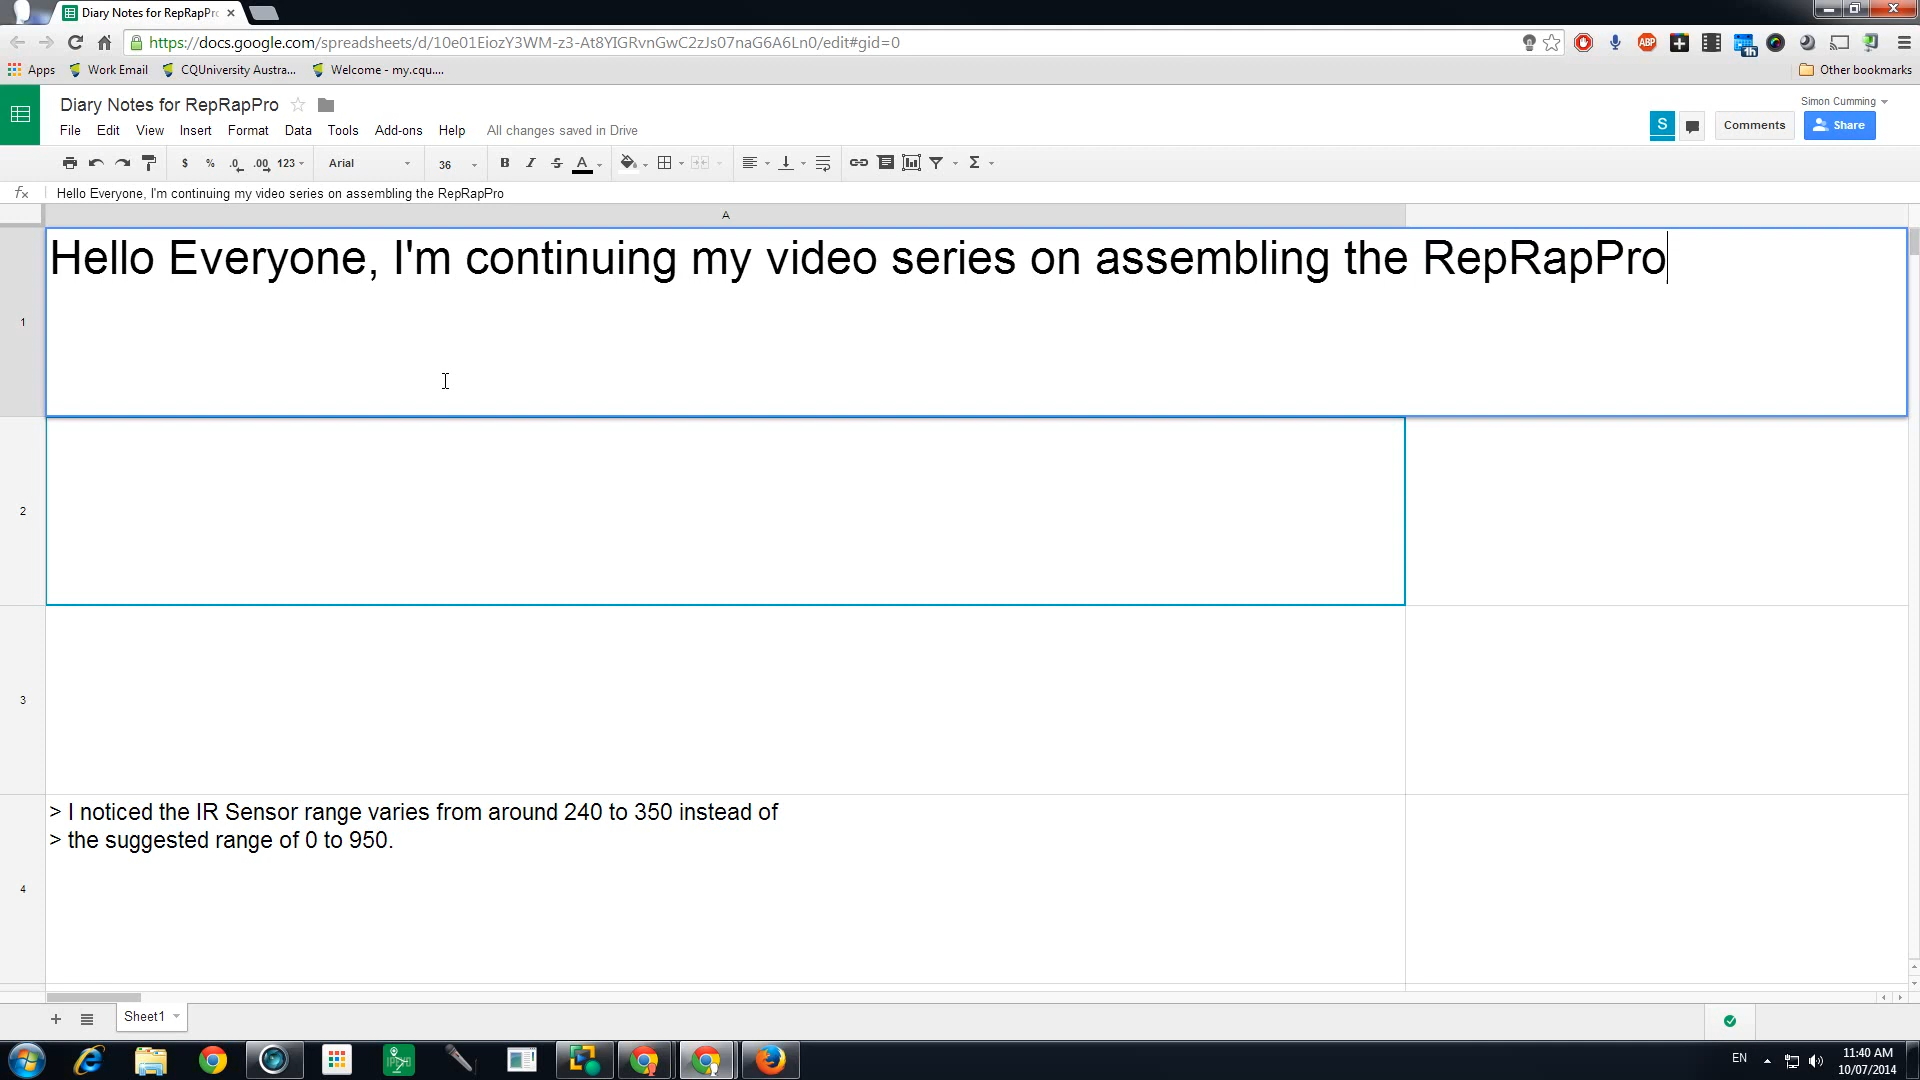 Diary Notes for RepRapPro
https://docs.google.com/spreadsheets/d/10e01EiozY3WM-z3-At8YIGRvnGwC2zJs07naG6A6Ln0/edit#gid=0
Apps Work Email CQUniversity Austra... Welcome - my.cqu.... Other bookmarks
Diary Notes for RepRapPro
Simon Cumming
File Edit View Insert Format Data Tools Add-ons Help All changes saved in Drive
S Comments Share
$ % .0 .00 123 Arial 36 B I S A Σ
fx Hello Everyone, I'm continuing my video series on assembling the RepRapPro
A
1 Hello Everyone, I'm continuing my video series on assembling the RepRapPro
2
3
> I noticed the IR Sensor range varies from around 240 to 350 instead of
> the suggested range of 0 to 950.
4
+ Sheet1
EN 11:40 AM
10/07/2014